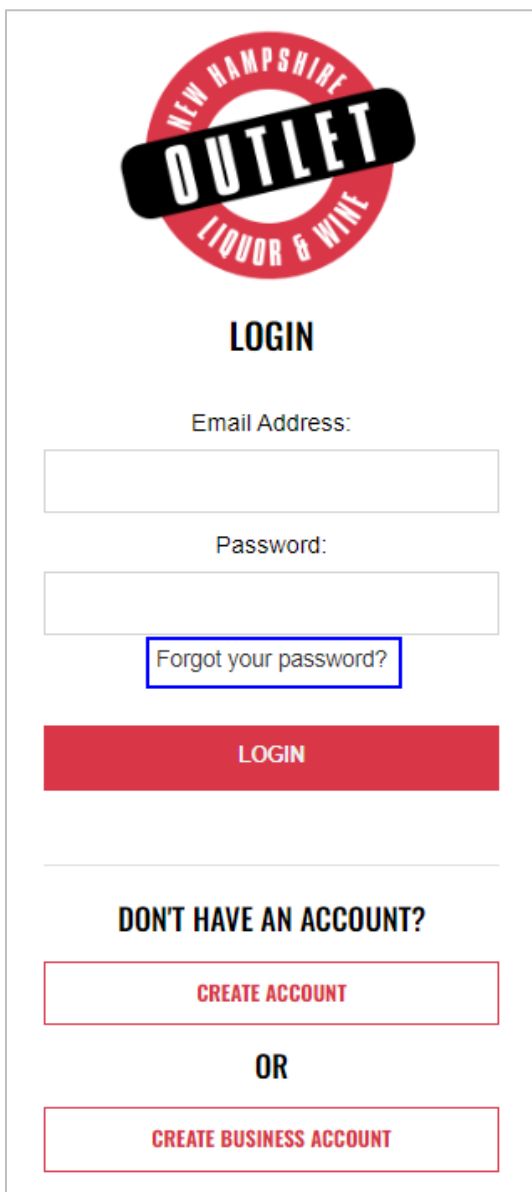 NEW HAMPSHIRE
OUTLET
LIQUOR & WINE
LOGIN
Email Address:
Password:
Forgot your password?
LOGIN
DON'T HAVE AN ACCOUNT?
CREATE ACCOUNT
OR
CREATE BUSINESS ACCOUNT